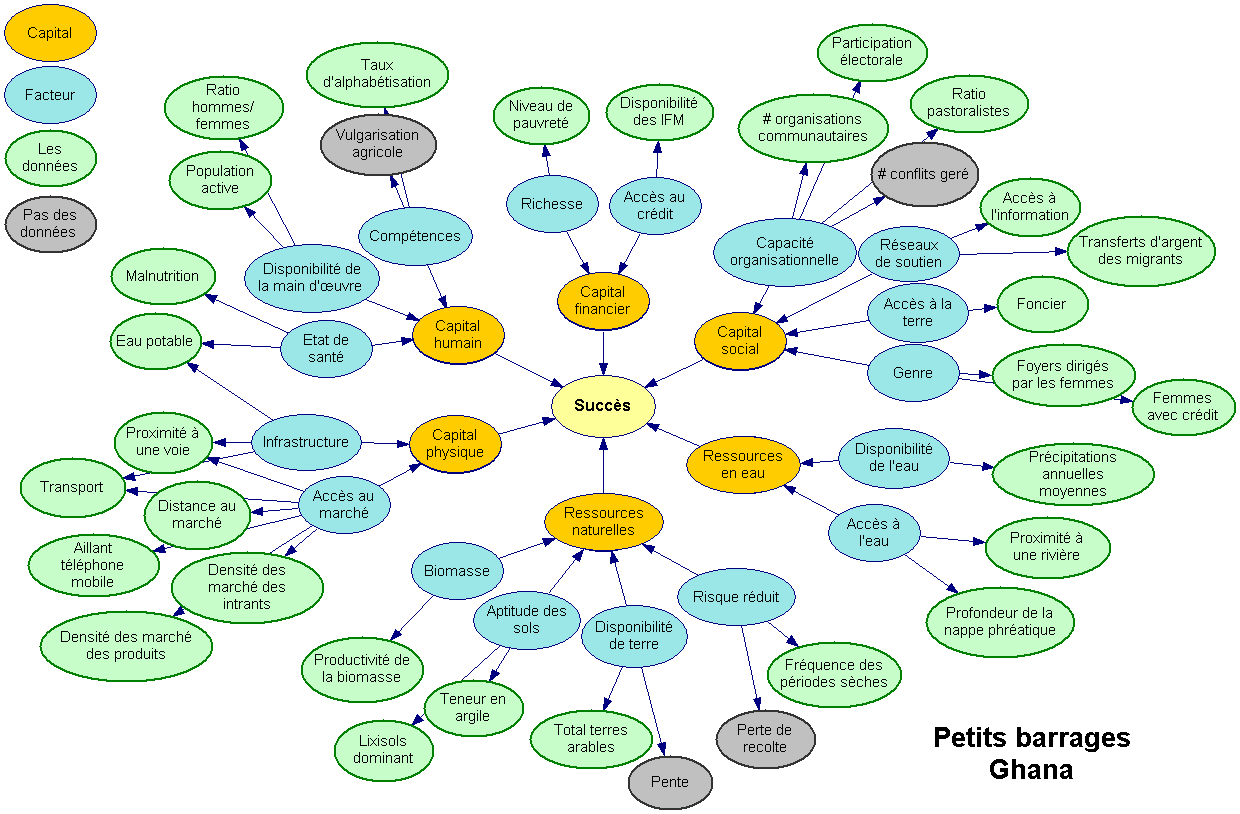 Capital
Facteur
Les
données
Pas des
données
Taux
d'alphabétisation
Ratio
hommes/
femmes
Vulgarisation
agricole
Population
active
Compétences
Disponibilité de
la main d'œuvre
Malnutrition
Eau potable
Etat de
santé
Capital
humain
Niveau de
pauvreté
Disponibilité
des IFM
Richesse
Accès au
crédit
Capital
financier
Participation
électorale
# organisations
communautaires
Ratio
pastoralistes
# conflits geré
Accès à
l'information
Capacité
organisationnelle
Réseaux
de soutien
Transferts d'argent
des migrants
Accès à la
terre
Foncier
Capital
social
Genre
Foyers dirigés
par les femmes
Femmes
avec crédit
Succès
Infrastructure
Capital
physique
Proximité à
une voie
Transport
Distance au
marché
Accès au
marché
Aillant
téléphone
mobile
Densité des
marché des
intrants
Densité des marché
des produits
Ressources
en eau
Disponibilité
de l'eau
Précipitations
annuelles
moyennes
Accès à
l'eau
Proximité à
une rivière
Profondeur de la
nappe phréatique
Ressources
naturelles
Biomasse
Aptitude des
sols
Disponibilité
de terre
Risque réduit
Productivité de
la biomasse
Teneur en
argile
Lixisols
dominant
Total terres
arables
Pente
Perte de
recolte
Fréquence des
périodes sèches
Petits barrages
Ghana